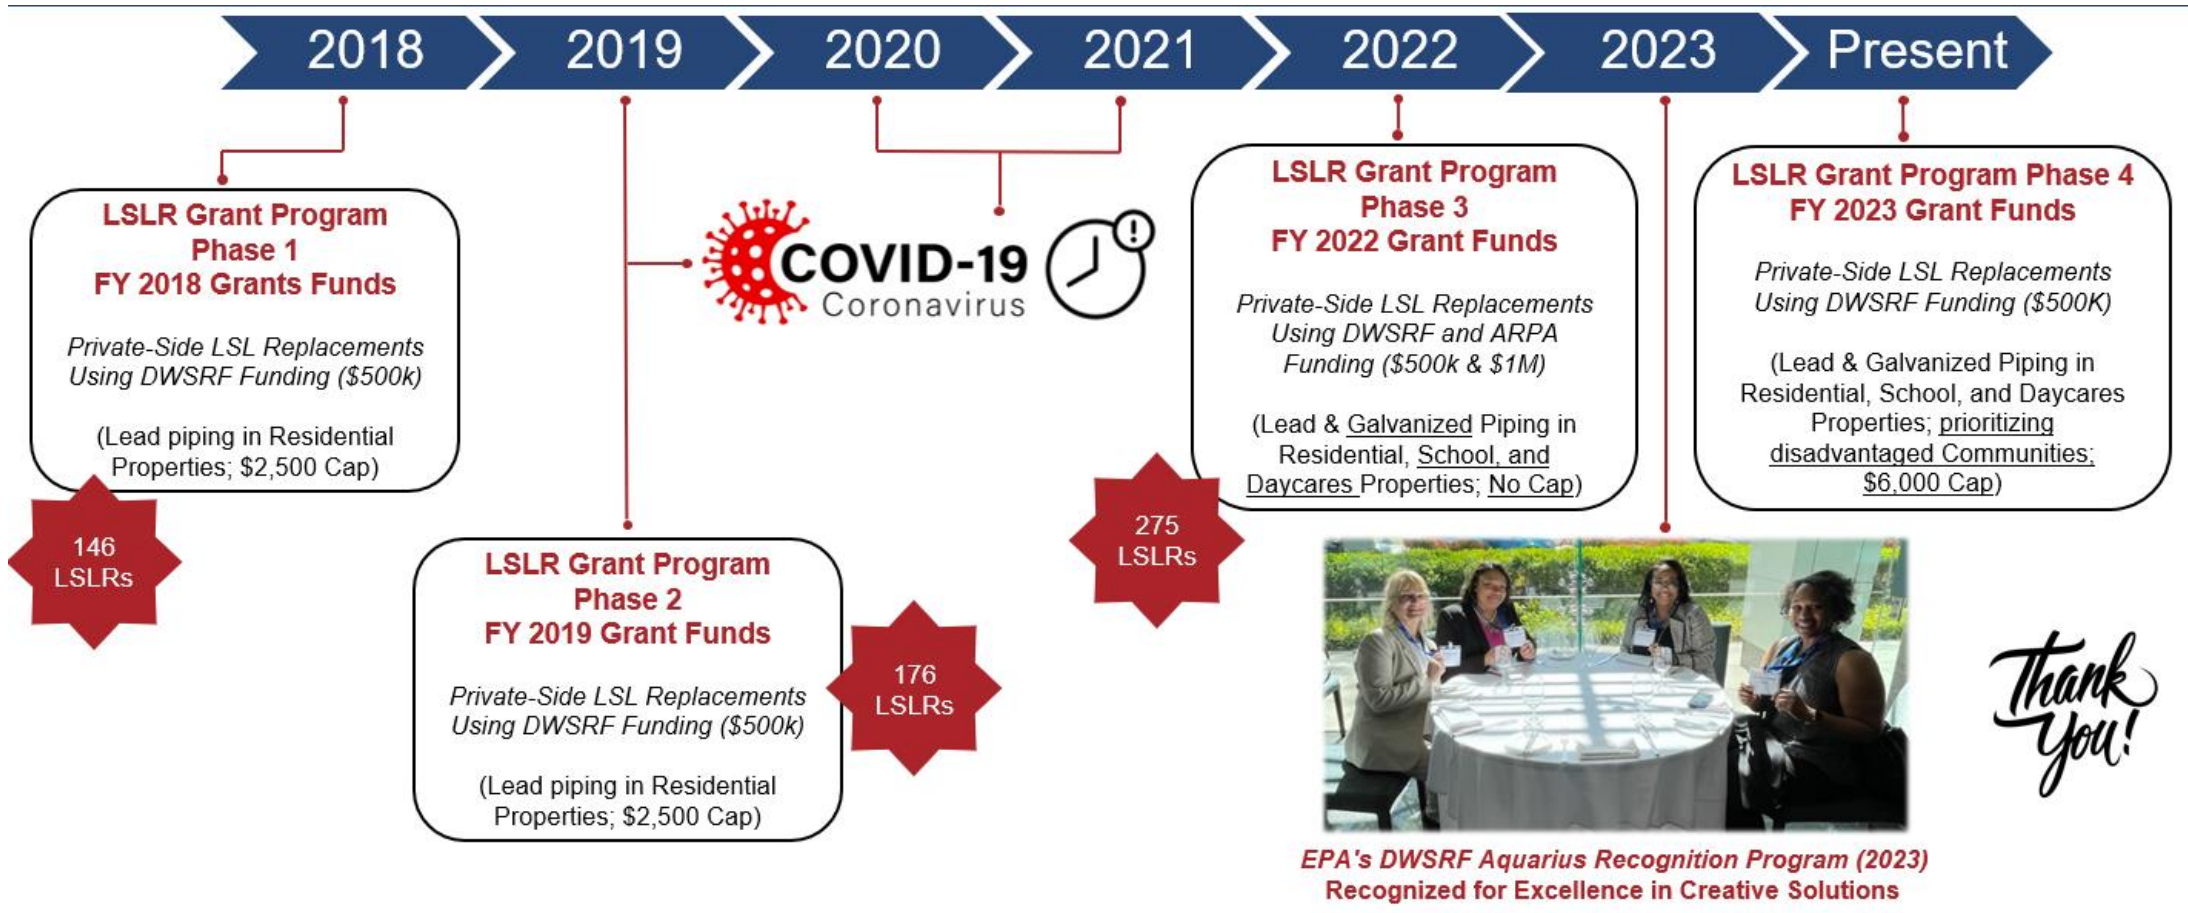 2018
2019
2020
2021
2022
2023
Present
LSLR Grant Program
Phase 1
FY 2018 Grants Funds
Private-Side LSL Replacements
Using DWSRF Funding ($500k)
(Lead piping in Residential
Properties; $2,500 Cap)
146
LSLRs
LSLR Grant Program
Phase 2
FY 2019 Grant Funds
Private-Side LSL Replacements
Using DWSRF Funding ($500k)
(Lead piping in Residential
Properties; $2,500 Cap)
176
LSLRs
COVID-19
Coronavirus
!
LSLR Grant Program
Phase 3
FY 2022 Grant Funds
Private-Side LSL Replacements
Using DWSRF and ARPA
Funding ($500k & $1M)
(Lead & Galvanized Piping in
Residential, School, and
Daycares Properties; No Cap)
275
LSLRs
LSLR Grant Program Phase 4
FY 2023 Grant Funds
Private-Side LSL Replacements
Using DWSRF Funding ($500K)
(Lead & Galvanized Piping in
Residential, School, and Daycares
Properties; prioritizing
disadvantaged Communities;
$6,000 Cap)
EPA's DWSRF Aquarius Recognition Program (2023)
Recognized for Excellence in Creative Solutions
Thank
You!